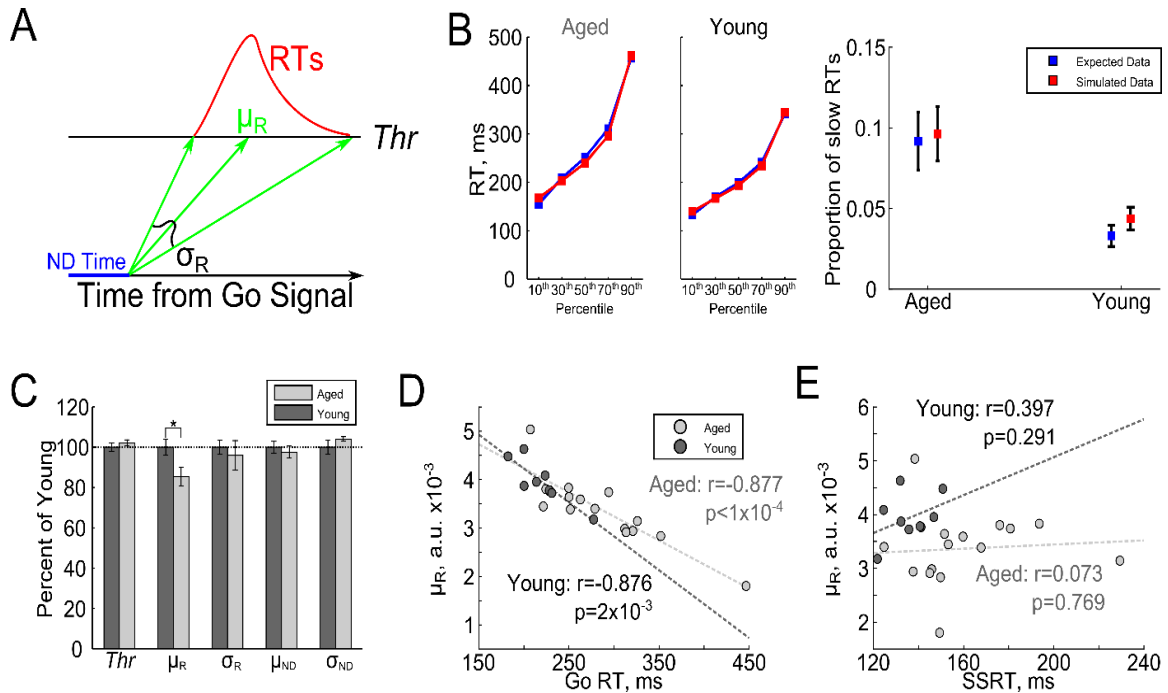 A
RTs
μR
Thr
σR
ND Time
Time from Go Signal
B
Aged
Young
500
400
300
200
100
0
RT, ms
10th 30th 50th 70th 90th
Percentile
10th 30th 50th 70th 90th
Percentile
0.15
0.1
0.05
0
Proportion of slow RTs
Expected Data
Simulated Data
Aged
Young
C
120
100
80
60
40
20
0
Percent of Young
Aged
Young
*
Thr
μR
σR
μND
σND
D
5
4
3
2
1
μR, a.u. x10-3
Aged
Young
Aged: r=-0.877
p<1x10-4
Young: r=-0.876
p=2x10-3
150
250
350
450
Go RT, ms
E
6
5
4
3
2
μR, a.u. x10-3
Young: r=0.397
p=0.291
Aged: r=0.073
p=0.769
120
160
200
240
SSRT, ms